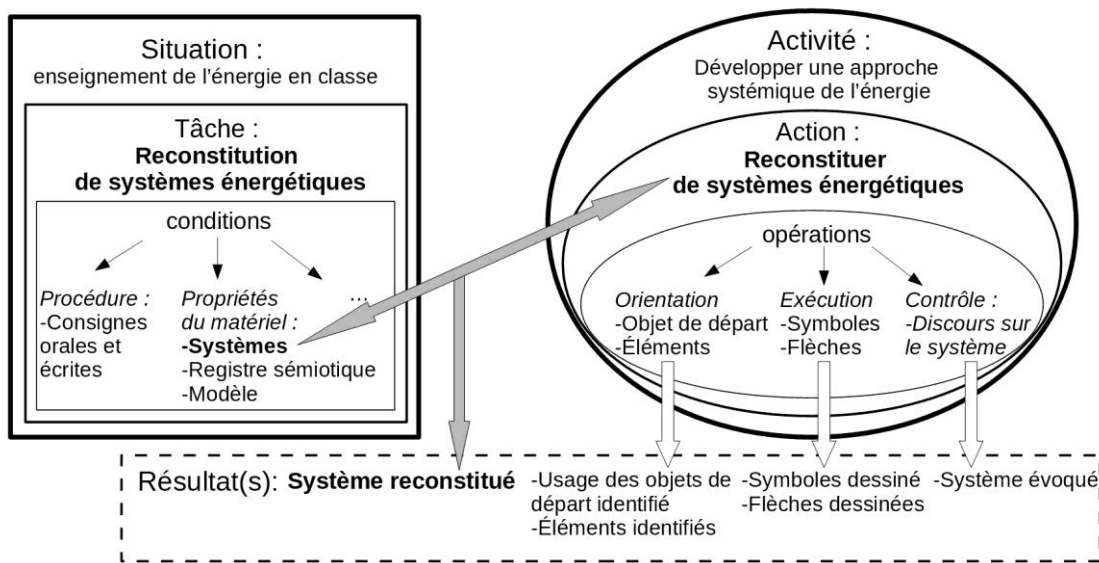 Situation :
enseignement de l'énergie en classe
Tâche :
Reconstitution
de systèmes énergétiques
conditions
Procédure :
-Consignes
orales et
écrites
Propriétés
du matériel :
-Systèmes
-Registre sémiotique
-Modèle
...
Activité :
Développer une approche
systémique de l'énergie
Action :
Reconstituer
de systèmes énergétiques
opérations
Orientation
-Objet de départ
-Éléments
Exécution
-Symboles
-Flèches
Contrôle :
-Discours sur
le système
Résultat(s): Système reconstitué
-Usage des objets de
départ identifié
-Éléments identifiés
-Symboles dessiné
-Flèches dessinées
-Système évoqué